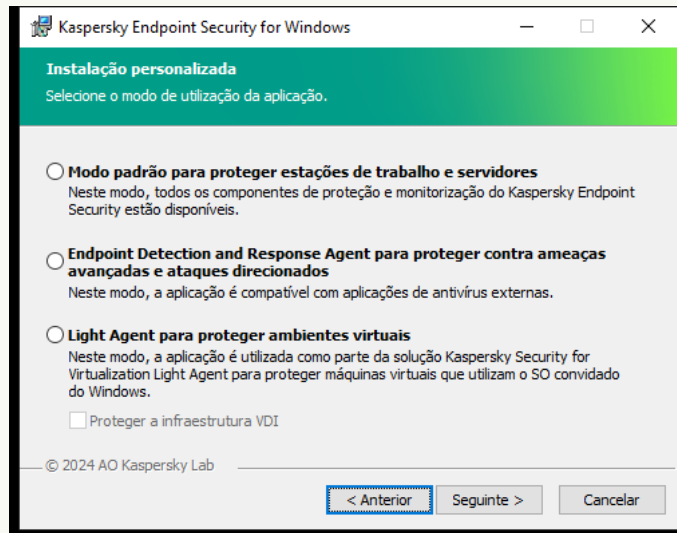 Kaspersky Endpoint Security for Windows
Instalação personalizada
Selecione o modo de utilização da aplicação.
Modo padrão para proteger estações de trabalho e servidores
Neste modo, todos os componentes de proteção e monitorização do Kaspersky Endpoint
Security estão disponíveis.
Endpoint Detection and Response Agent para proteger contra ameaças
avançadas e ataques direcionados
Neste modo, a aplicação é compatível com aplicações de antivírus externas.
Light Agent para proteger ambientes virtuais
Neste modo, a aplicação é utilizada como parte da solução Kaspersky Security for
Virtualization Light Agent para proteger máquinas virtuais que utilizam o SO convidado
do Windows.
Proteger a infraestrutura VDI
© 2024 AO Kaspersky Lab
< Anterior Seguinte > Cancelar